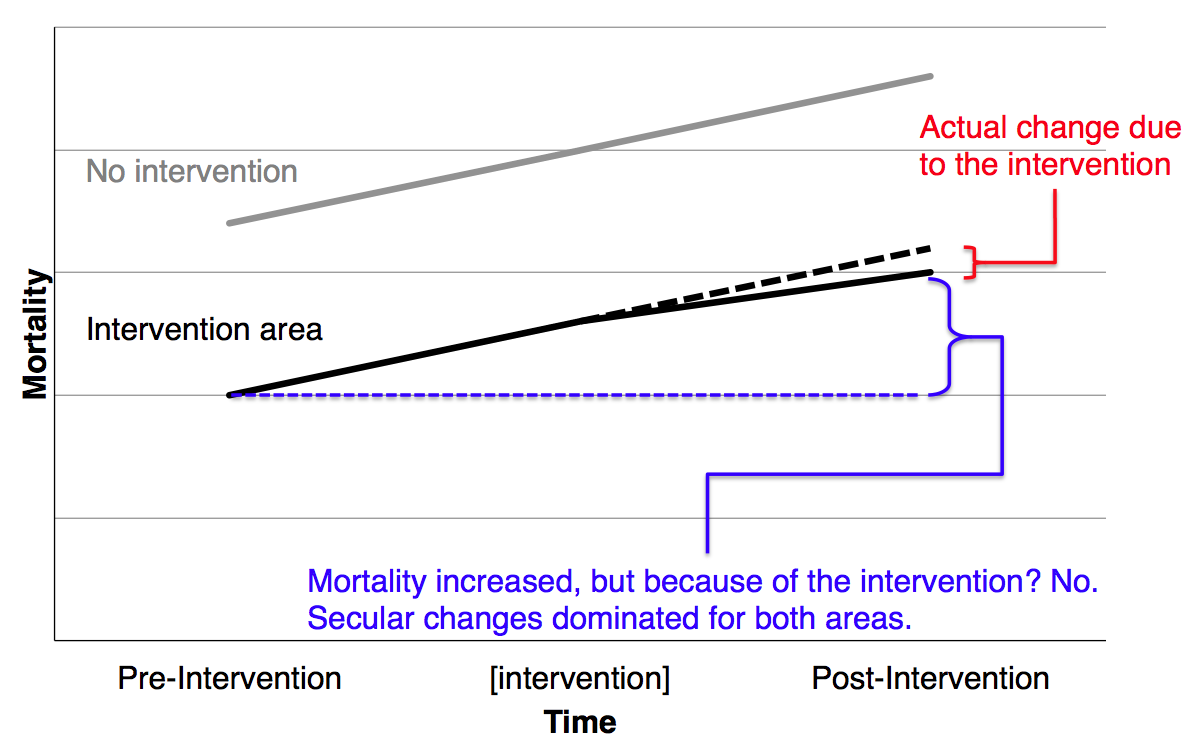 No intervention
Actual change due
to the intervention
Mortality
Intervention area
Mortality increased, but because of the intervention? No.
Secular changes dominated for both areas.
Pre-Intervention
[intervention]
Post-Intervention
Time